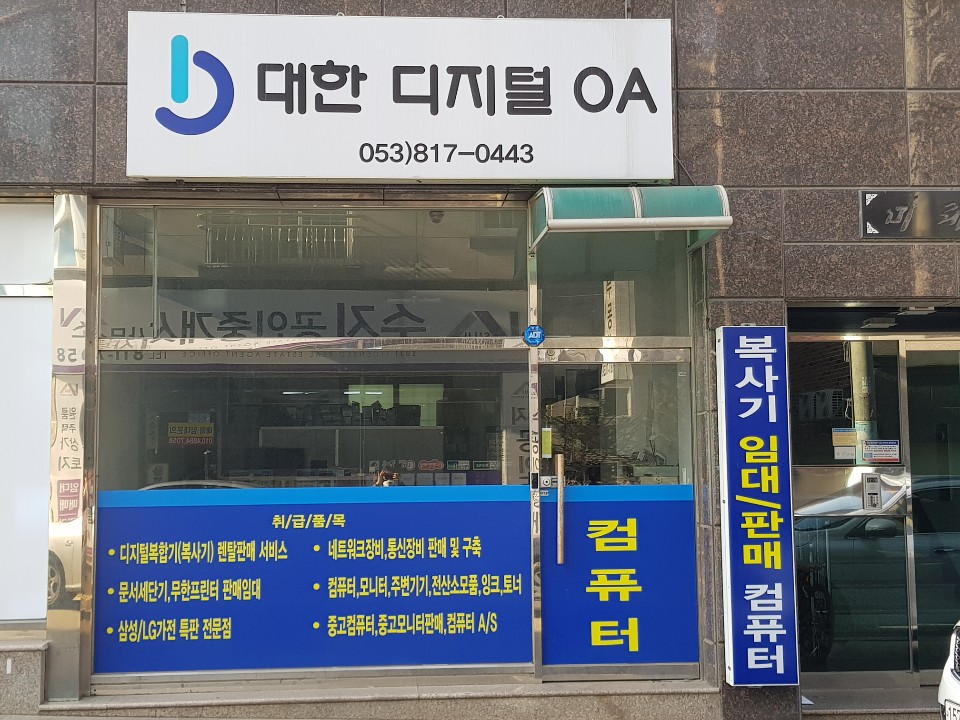 대한 디지털 OA
053)817-0443
ADT
취/급/품/목
• 디지털복합기(복사기) 렌탈판매 서비스
• 문서세단기,무한프린터 판매임대
• 삼성/LG가전 특판 전문점
• 네트워크장비,통신장비 판매 및 구축
• 컴퓨터,모니터,주변기기,전산소모품,잉크,토너
• 중고컴퓨터,중고모니터판매,컴퓨터 A/S
컴퓨터
복사기 임대/판매 컴퓨터